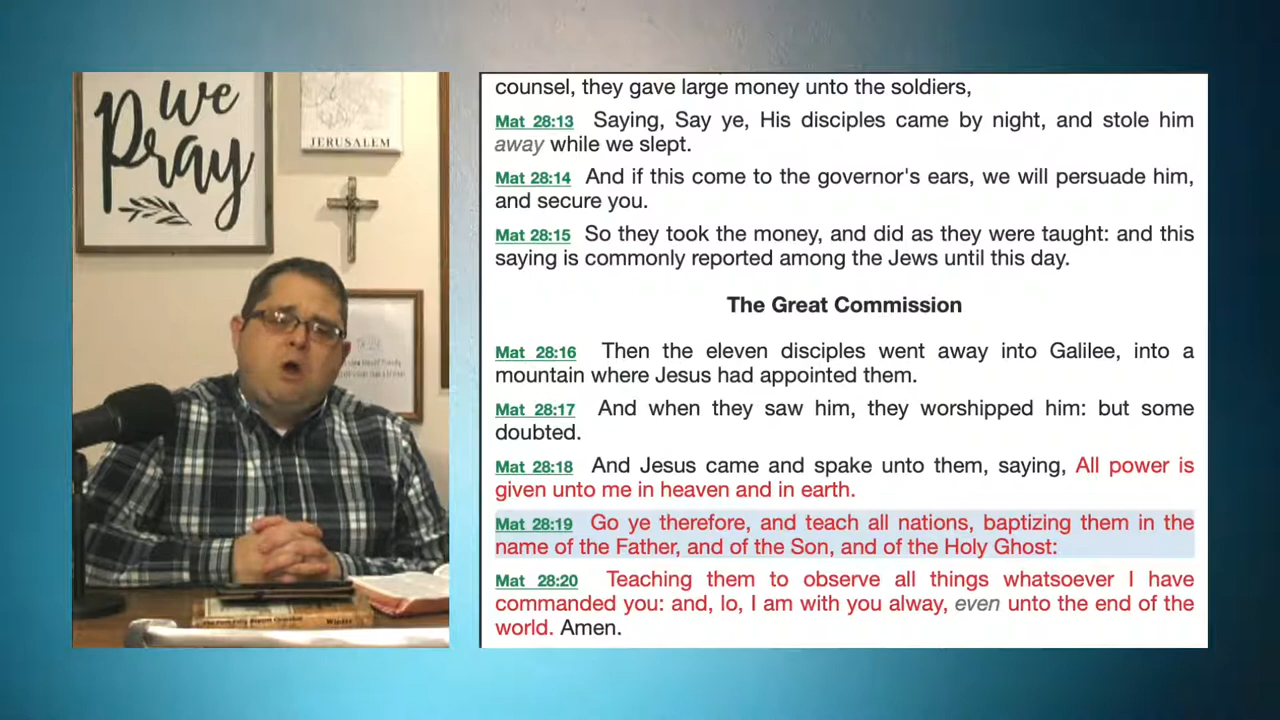 we
Pray
JERUSALEM
counsel, they gave large money unto the soldiers,
Mat 28:13 Saying, Say ye, His disciples came by night, and stole him
away while we slept.
Mat 28:14 And if this come to the governor's ears, we will persuade him,
and secure you.
Mat 28:15 So they took the money, and did as they were taught: and this
saying is commonly reported among the Jews until this day.
The Great Commission
Mat 28:16 Then the eleven disciples went away into Galilee, into a
mountain where Jesus had appointed them.
Mat 28:17 And when they saw him, they worshipped him: but some
doubted.
Mat 28:18 And Jesus came and spake unto them, saying, All power is
given unto me in heaven and in earth.
Mat 28:19 Go ye therefore, and teach all nations, baptizing them in the
name of the Father, and of the Son, and of the Holy Ghost:
Mat 28:20 Teaching them to observe all things whatsoever I have
commanded you: and, lo, I am with you alway, even unto the end of the
world. Amen.